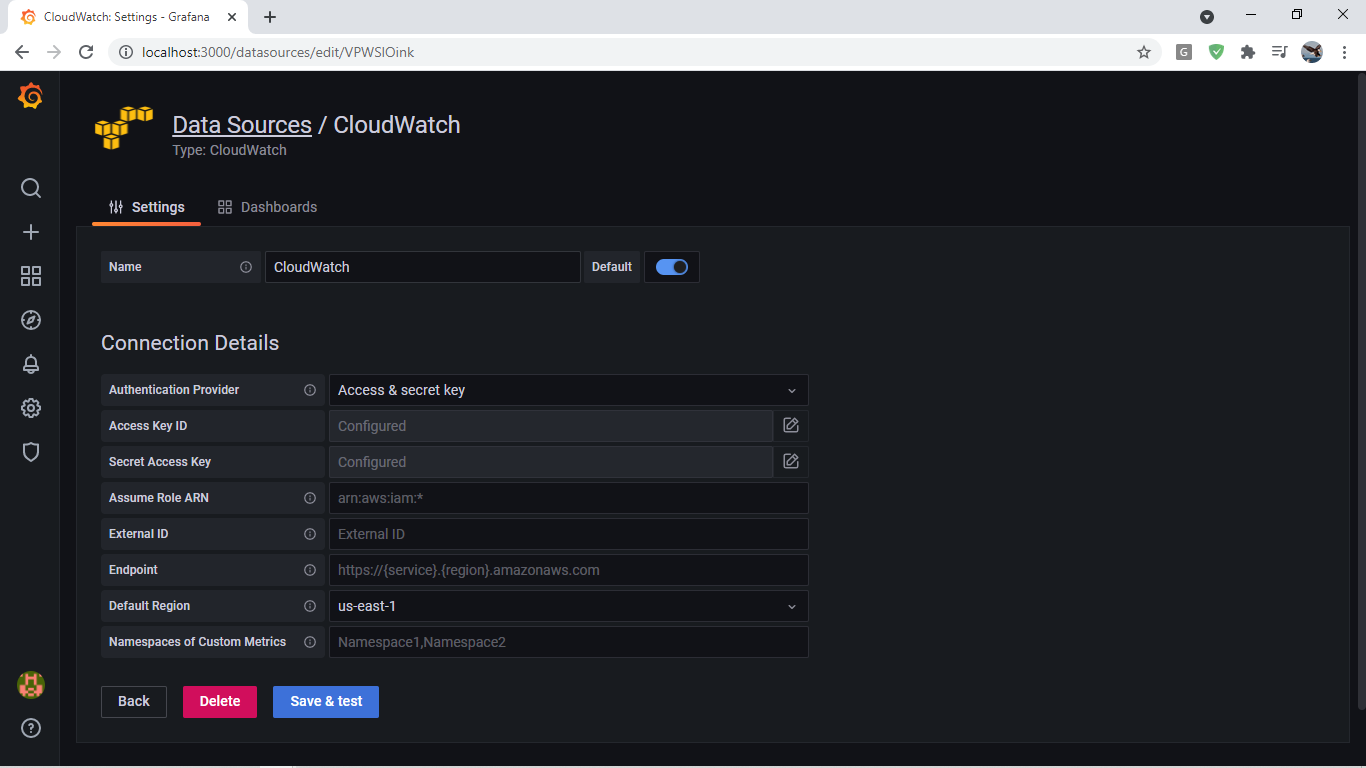 CloudWatch: Settings - Grafana
localhost:3000/datasources/edit/VPWSlOink
G
Data Sources / CloudWatch
Type: CloudWatch
Settings Dashboards
Name CloudWatch Default
Connection Details
Authentication Provider Access & secret key
Access Key ID Configured
Secret Access Key Configured
Assume Role ARN arn:aws:iam:*
External ID External ID
Endpoint https://{service}.{region}.amazonaws.com
Default Region us-east-1
Namespaces of Custom Metrics Namespace1,Namespace2
Back Delete Save & test